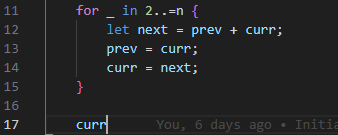 11 for _ in 2..=n {
12 let next = prev + curr;
13 prev = curr;
14 curr = next;
15 }
16
17 curr You, 6 days ago • Initia